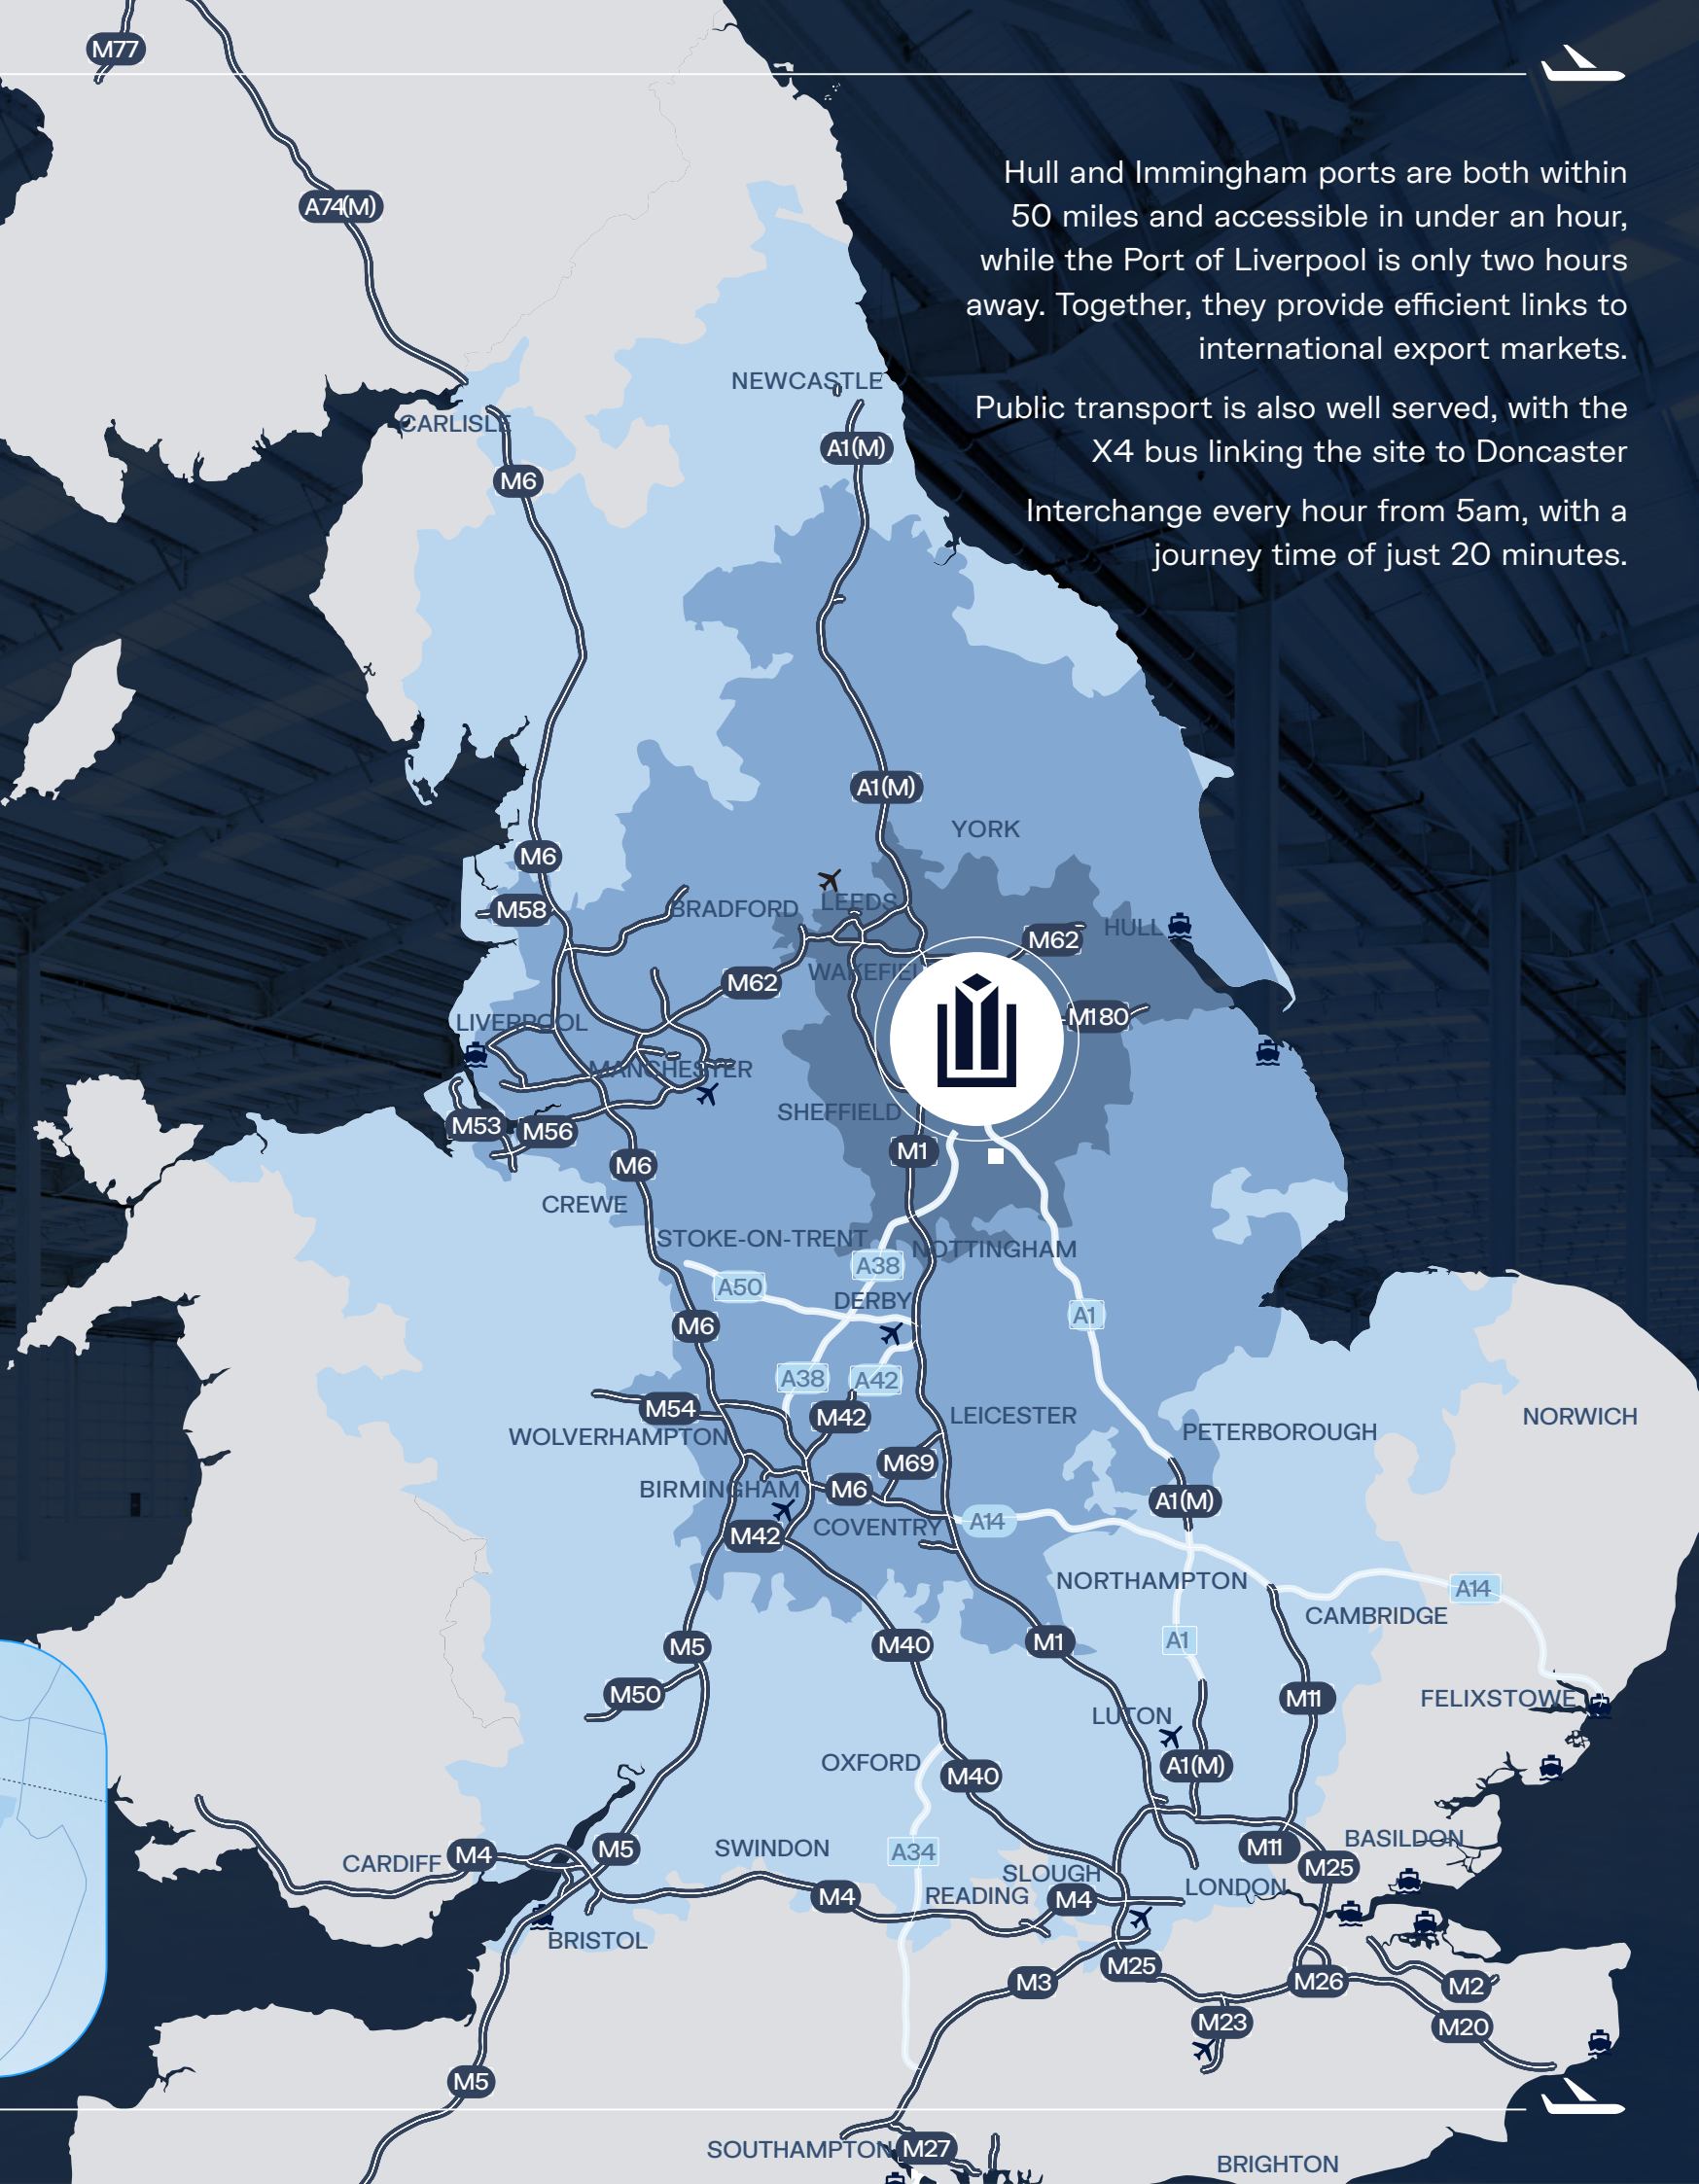 M77
A74(M)
Hull and Immingham ports are both within
50 miles and accessible in under an hour,
while the Port of Liverpool is only two hours
away. Together, they provide efficient links to
international export markets.
Public transport is also well served, with the
X4 bus linking the site to Doncaster
Interchange every hour from 5am, with a
journey time of just 20 minutes.
NEWCASTLE
CARLISLE
A1(M)
M6
A1(M)
YORK
M6
LEEDS
BRADFORD
M58
HULL
M62
WAKEFIEL
M62
M180
LIVERPOOL
MANCHESTER
SHEFFIELD
M53
M56
M1
M6
CREWE
STOKE-ON-TRENT
NOTTINGHAM
A38
A50
DERBY
A1
M6
A38
A42
M54
M42
LEICESTER
NORWICH
PETERBOROUGH
WOLVERHAMPTON
M69
BIRMINGHAM
M6
A1(M)
A14
COVENTRY
M42
NORTHAMPTON
A14
CAMBRIDGE
M5
M40
M1
A1
M50
M11
FELIXSTOWE
LUTON
OXFORD
A1(M)
M40
BASILDON
M5
SWINDON
A34
M11
CARDIFF
M4
M25
SLOUGH
M4
READING
M4
LONDON
BRISTOL
M25
M3
M26
M2
M23
M20
M5
SOUTHAMPTON
M27
BRIGHTON